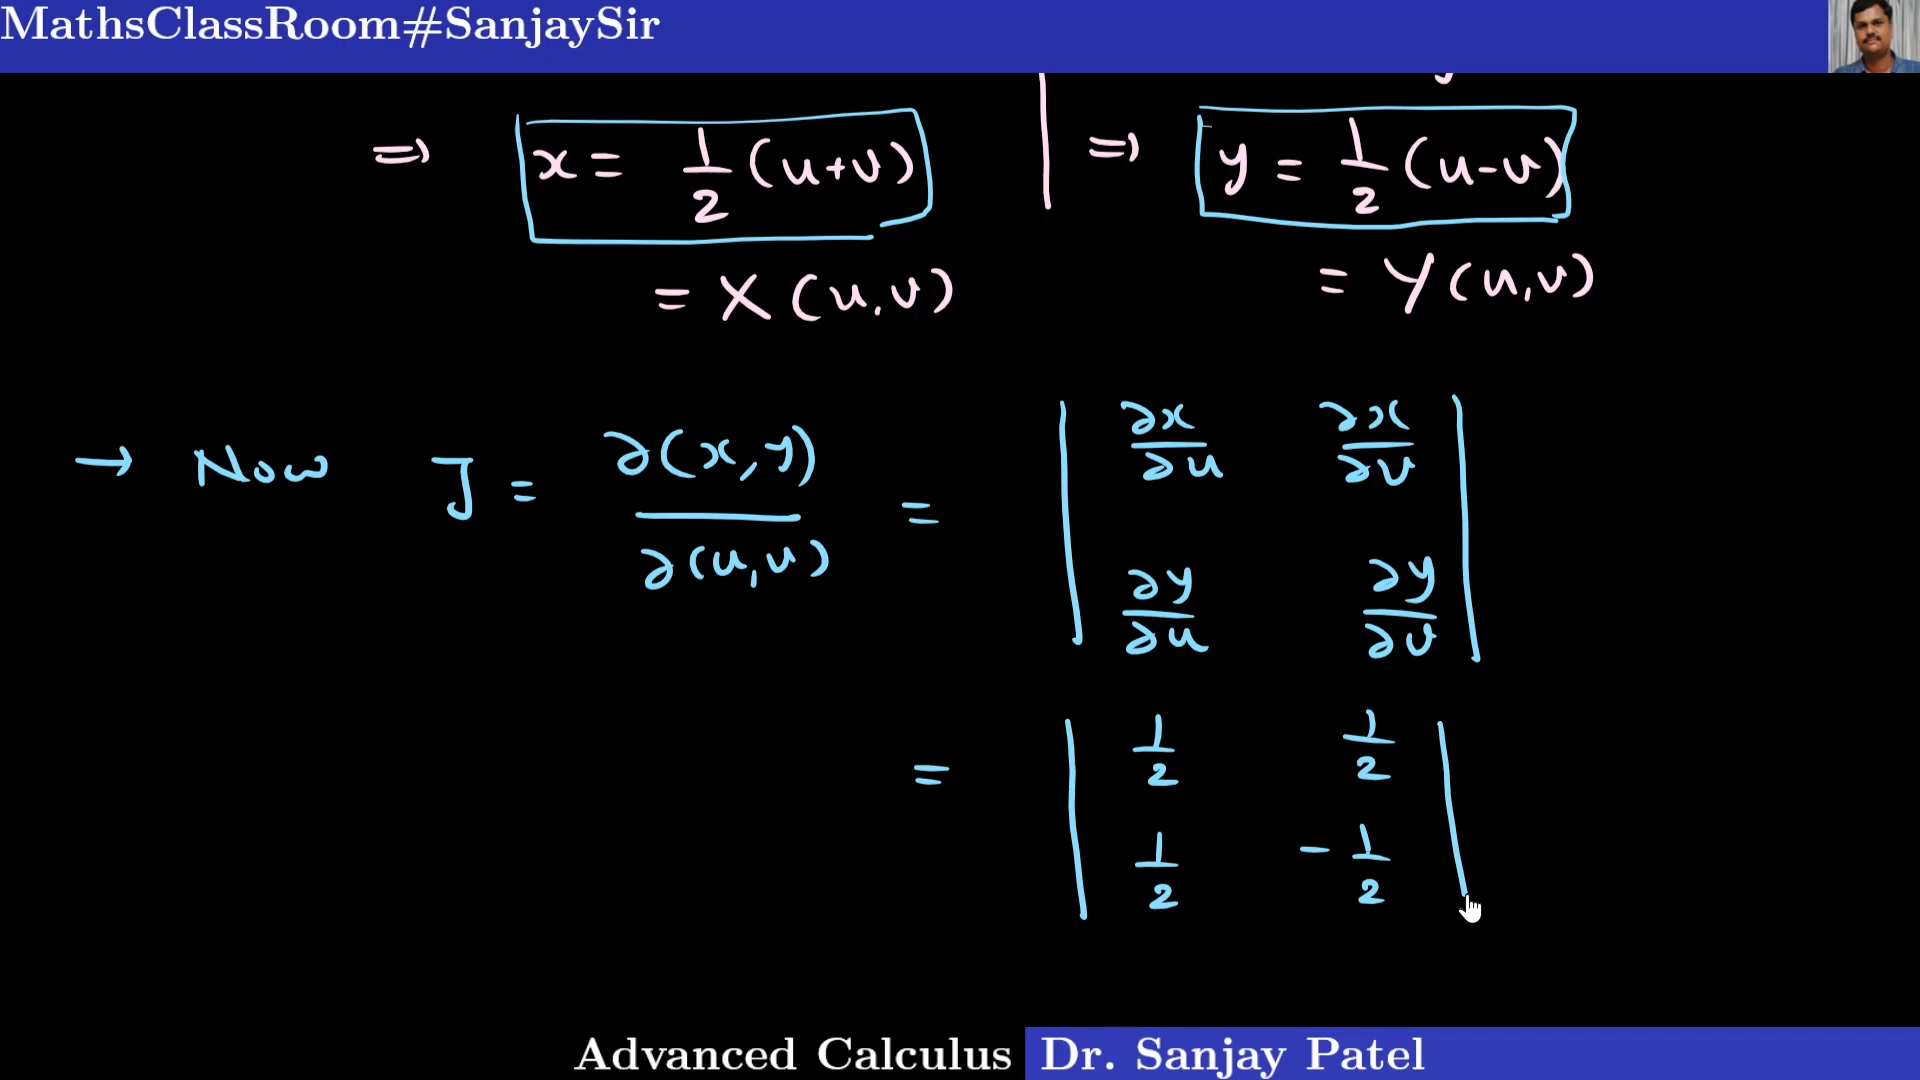 MathsClassRoom#SanjaySir
⇒ x = 1/2 (u+v) | ⇒ y = 1/2 (u-v)
= X(u,v) = Y(u,v)
→ Now J = ∂(x,y)/∂(u,v) = | ∂x/∂u ∂x/∂v |
| ∂y/∂u ∂y/∂v |
= | 1/2 1/2 |
| 1/2 -1/2 |
Advanced Calculus Dr. Sanjay Patel